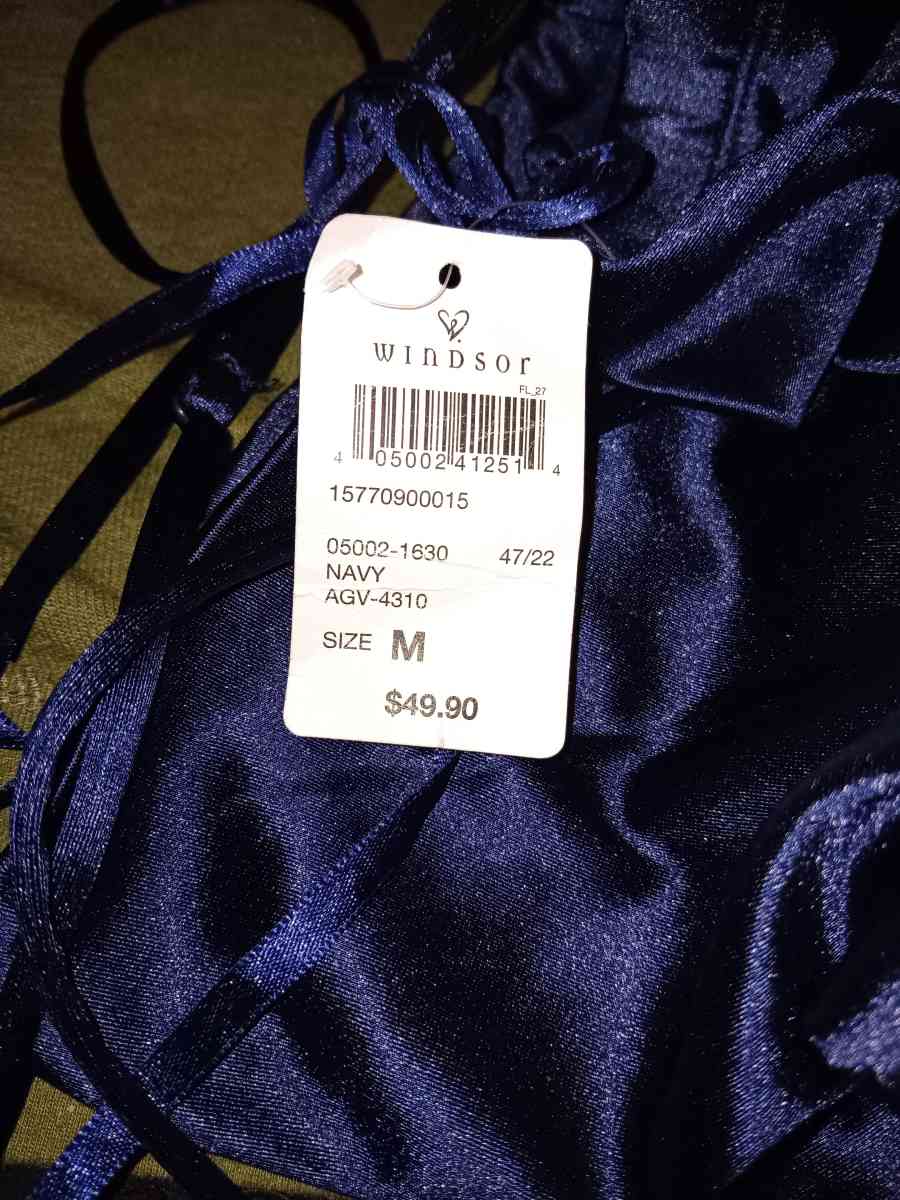 WINDSOR
FL_27
4 05002 41251 4
15770900015
05002-1630 47/22
NAVY
AGV-4310
SIZE M
$49.90